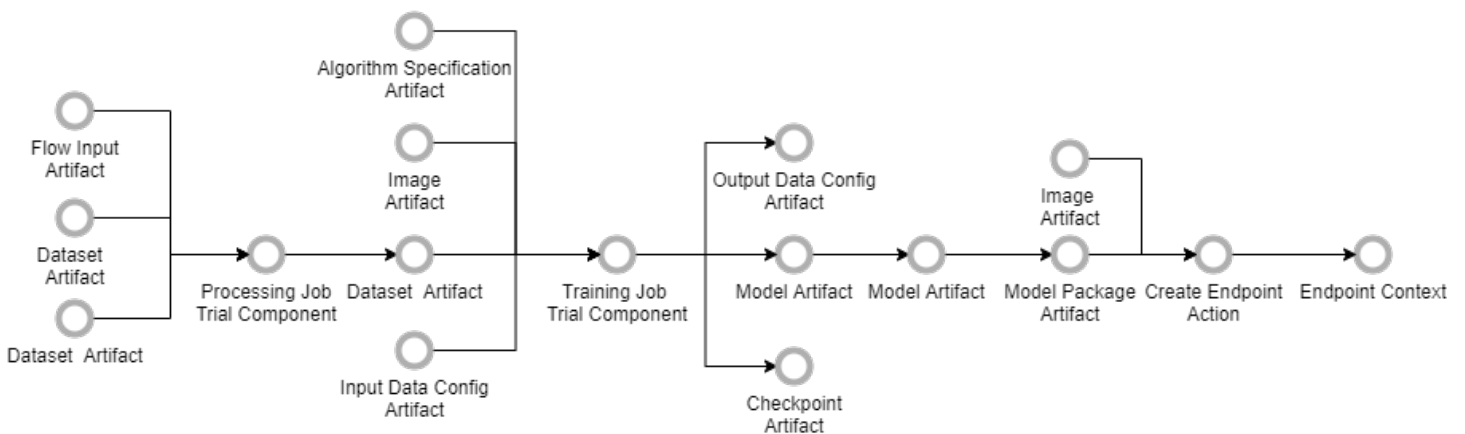 Flow Input
Artifact
Dataset
Artifact
Dataset Artifact
Processing Job
Trial Component
Algorithm Specification
Artifact
Image
Artifact
Dataset Artifact
Input Data Config
Artifact
Training Job
Trial Component
Output Data Config
Artifact
Model Artifact
Checkpoint
Artifact
Model Artifact
Image
Artifact
Model Package
Artifact
Create Endpoint
Action
Endpoint Context